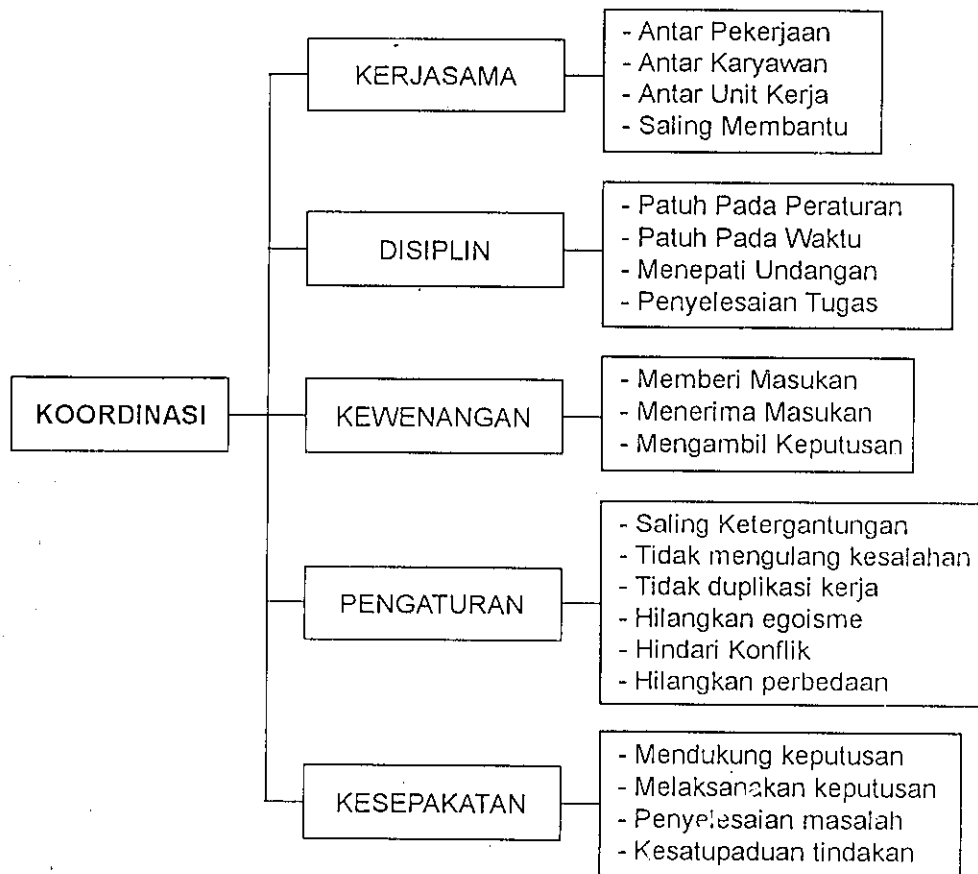 KERJASAMA
- Antar Pekerjaan
- Antar Karyawan
- Antar Unit Kerja
- Saling Membantu
DISIPLIN
- Patuh Pada Peraturan
- Patuh Pada Waktu
- Menepati Undangan
- Penyelesaian Tugas
KOORDINASI
KEWENANGAN
- Memberi Masukan
- Menerima Masukan
- Mengambil Keputusan
PENGATURAN
- Saling Ketergantungan
- Tidak mengulang kesalahan
- Tidak duplikasi kerja
- Hilangkan egoisme
- Hindari Konflik
- Hilangkan perbedaan
KESEPAKATAN
- Mendukung keputusan
- Melaksanakan keputusan
- Penyelesaian masalah
- Kesatupaduan tindakan